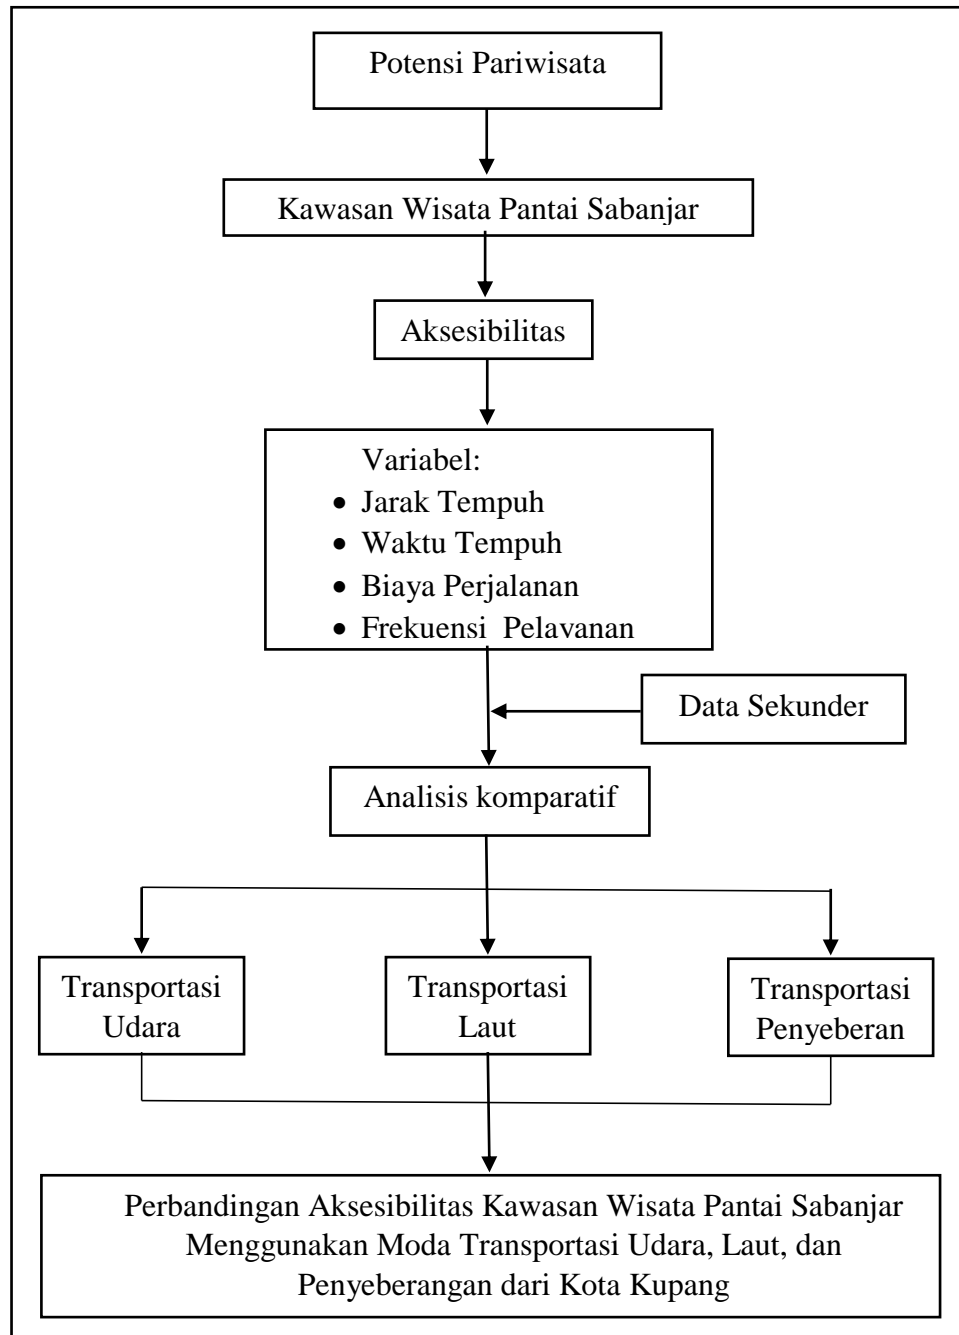 Potensi Pariwisata
Kawasan Wisata Pantai Sabanjar
Aksesibilitas
Variabel:
• Jarak Tempuh
• Waktu Tempuh
• Biaya Perjalanan
• Frekuensi Pelayanan
Data Sekunder
Analisis komparatif
Transportasi
Udara
Transportasi
Laut
Transportasi
Penyeberan
Perbandingan Aksesibilitas Kawasan Wisata Pantai Sabanjar
Menggunakan Moda Transportasi Udara, Laut, dan
Penyeberangan dari Kota Kupang